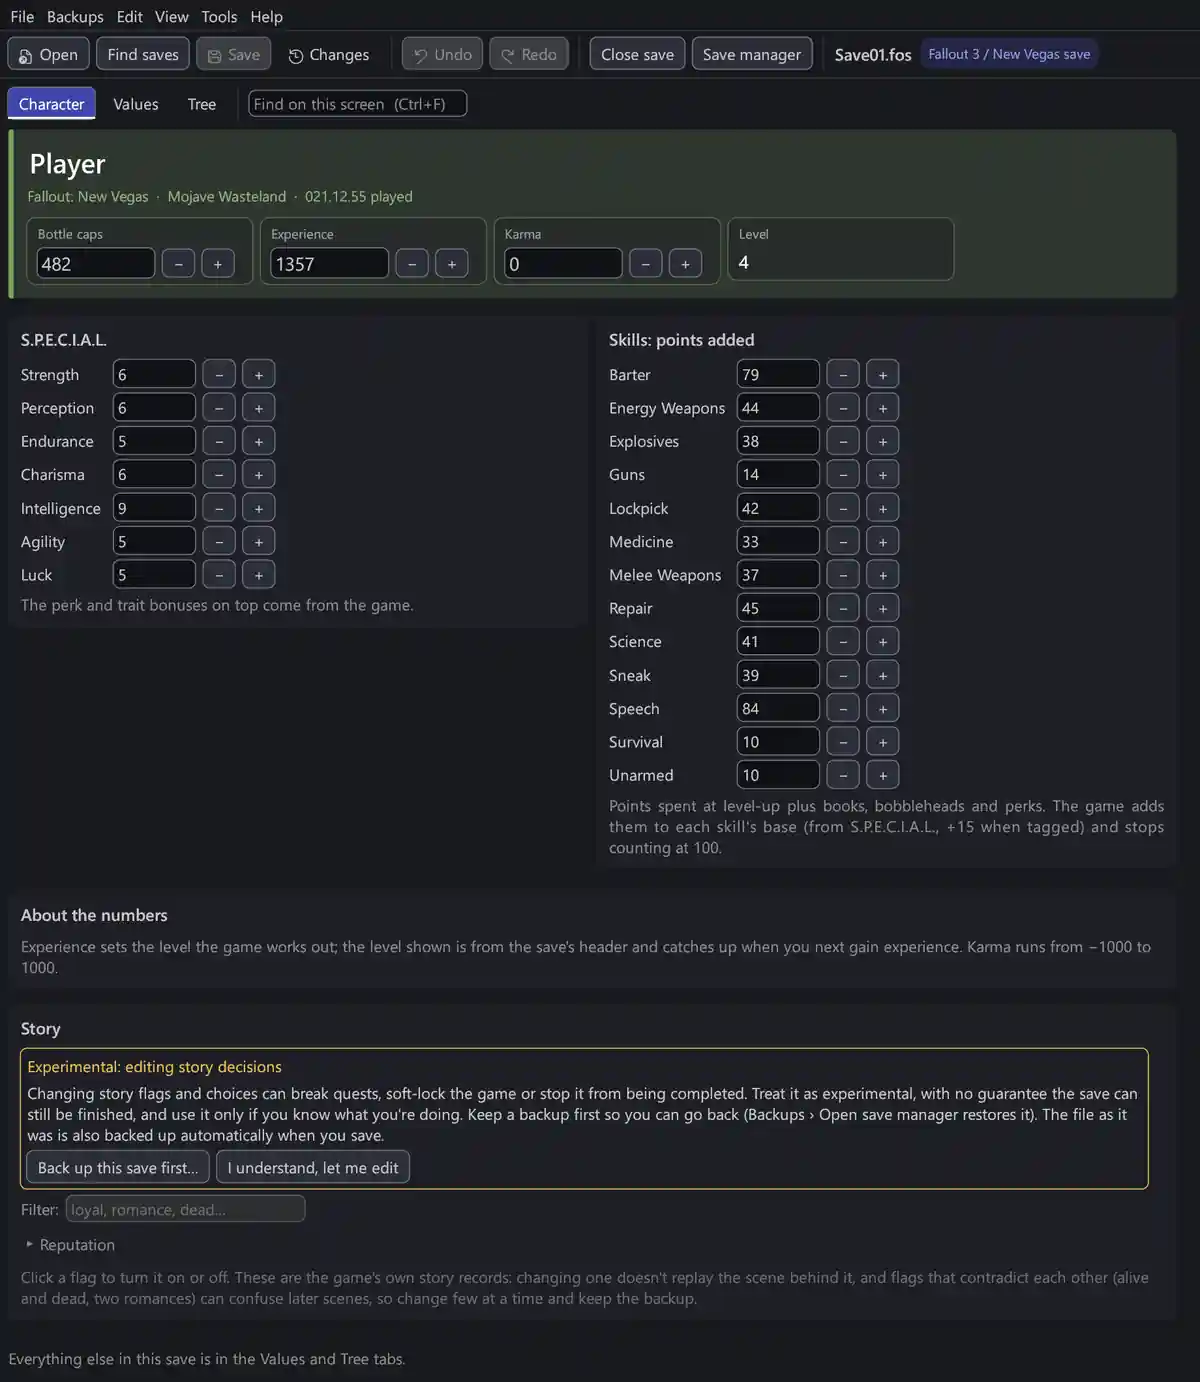 File Backups Edit View Tools Help
Open Find saves Save Changes Undo Redo Close save Save manager Save01.fos Fallout 3 / New Vegas save
Character Values Tree Find on this screen (Ctrl+F)
Player
Fallout: New Vegas · Mojave Wasteland · 021.12.55 played
Bottle caps Experience Karma Level
482 − + 1357 − + 0 − + 4
S.P.E.C.I.A.L.
Strength 6 − +
Perception 6 − +
Endurance 5 − +
Charisma 6 − +
Intelligence 9 − +
Agility 5 − +
Luck 5 − +
The perk and trait bonuses on top come from the game.
Skills: points added
Barter 79 − +
Energy Weapons 44 − +
Explosives 38 − +
Guns 14 − +
Lockpick 42 − +
Medicine 33 − +
Melee Weapons 37 − +
Repair 45 − +
Science 41 − +
Sneak 39 − +
Speech 84 − +
Survival 10 − +
Unarmed 10 − +
Points spent at level-up plus books, bobbleheads and perks. The game adds
them to each skill's base (from S.P.E.C.I.A.L., +15 when tagged) and stops
counting at 100.
About the numbers
Experience sets the level the game works out; the level shown is from the save's header and catches up when you next gain experience. Karma runs from −1000 to
1000.
Story
Experimental: editing story decisions
Changing story flags and choices can break quests, soft-lock the game or stop it from being completed. Treat it as experimental, with no guarantee the save can
still be finished, and use it only if you know what you're doing. Keep a backup first so you can go back (Backups › Open save manager restores it). The file as it
was is also backed up automatically when you save.
Back up this save first... I understand, let me edit
Filter: loyal, romance, dead...
▸ Reputation
Click a flag to turn it on or off. These are the game's own story records: changing one doesn't replay the scene behind it, and flags that contradict each other (alive
and dead, two romances) can confuse later scenes, so change few at a time and keep the backup.
Everything else in this save is in the Values and Tree tabs.